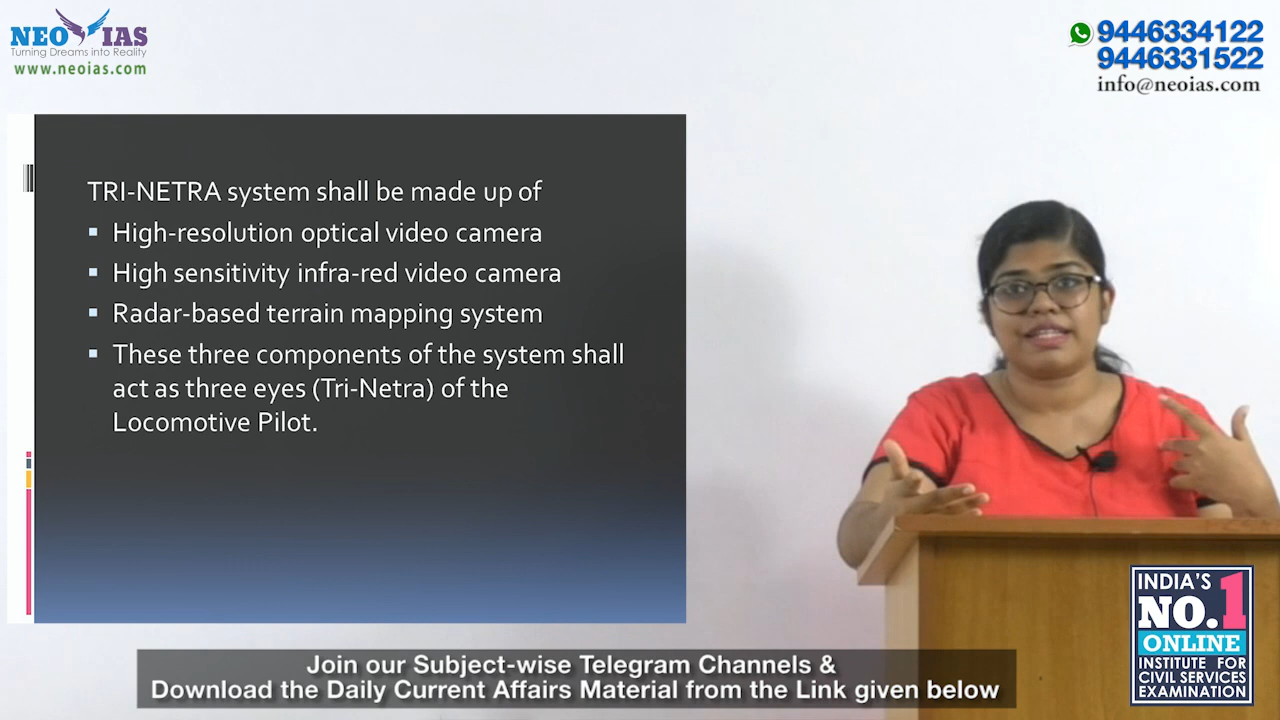 NEO IAS
Turning Dreams into Reality
www.neoias.com
9446334122
9446331522
info@neoias.com
TRI-NETRA system shall be made up of
High-resolution optical video camera
High sensitivity infra-red video camera
Radar-based terrain mapping system
These three components of the system shall
act as three eyes (Tri-Netra) of the
Locomotive Pilot.
INDIA'S
NO.1
ONLINE
INSTITUTE FOR
CIVIL SERVICES
EXAMINATION
Join our Subject-wise Telegram Channels &
Download the Daily Current Affairs Material from the Link given below